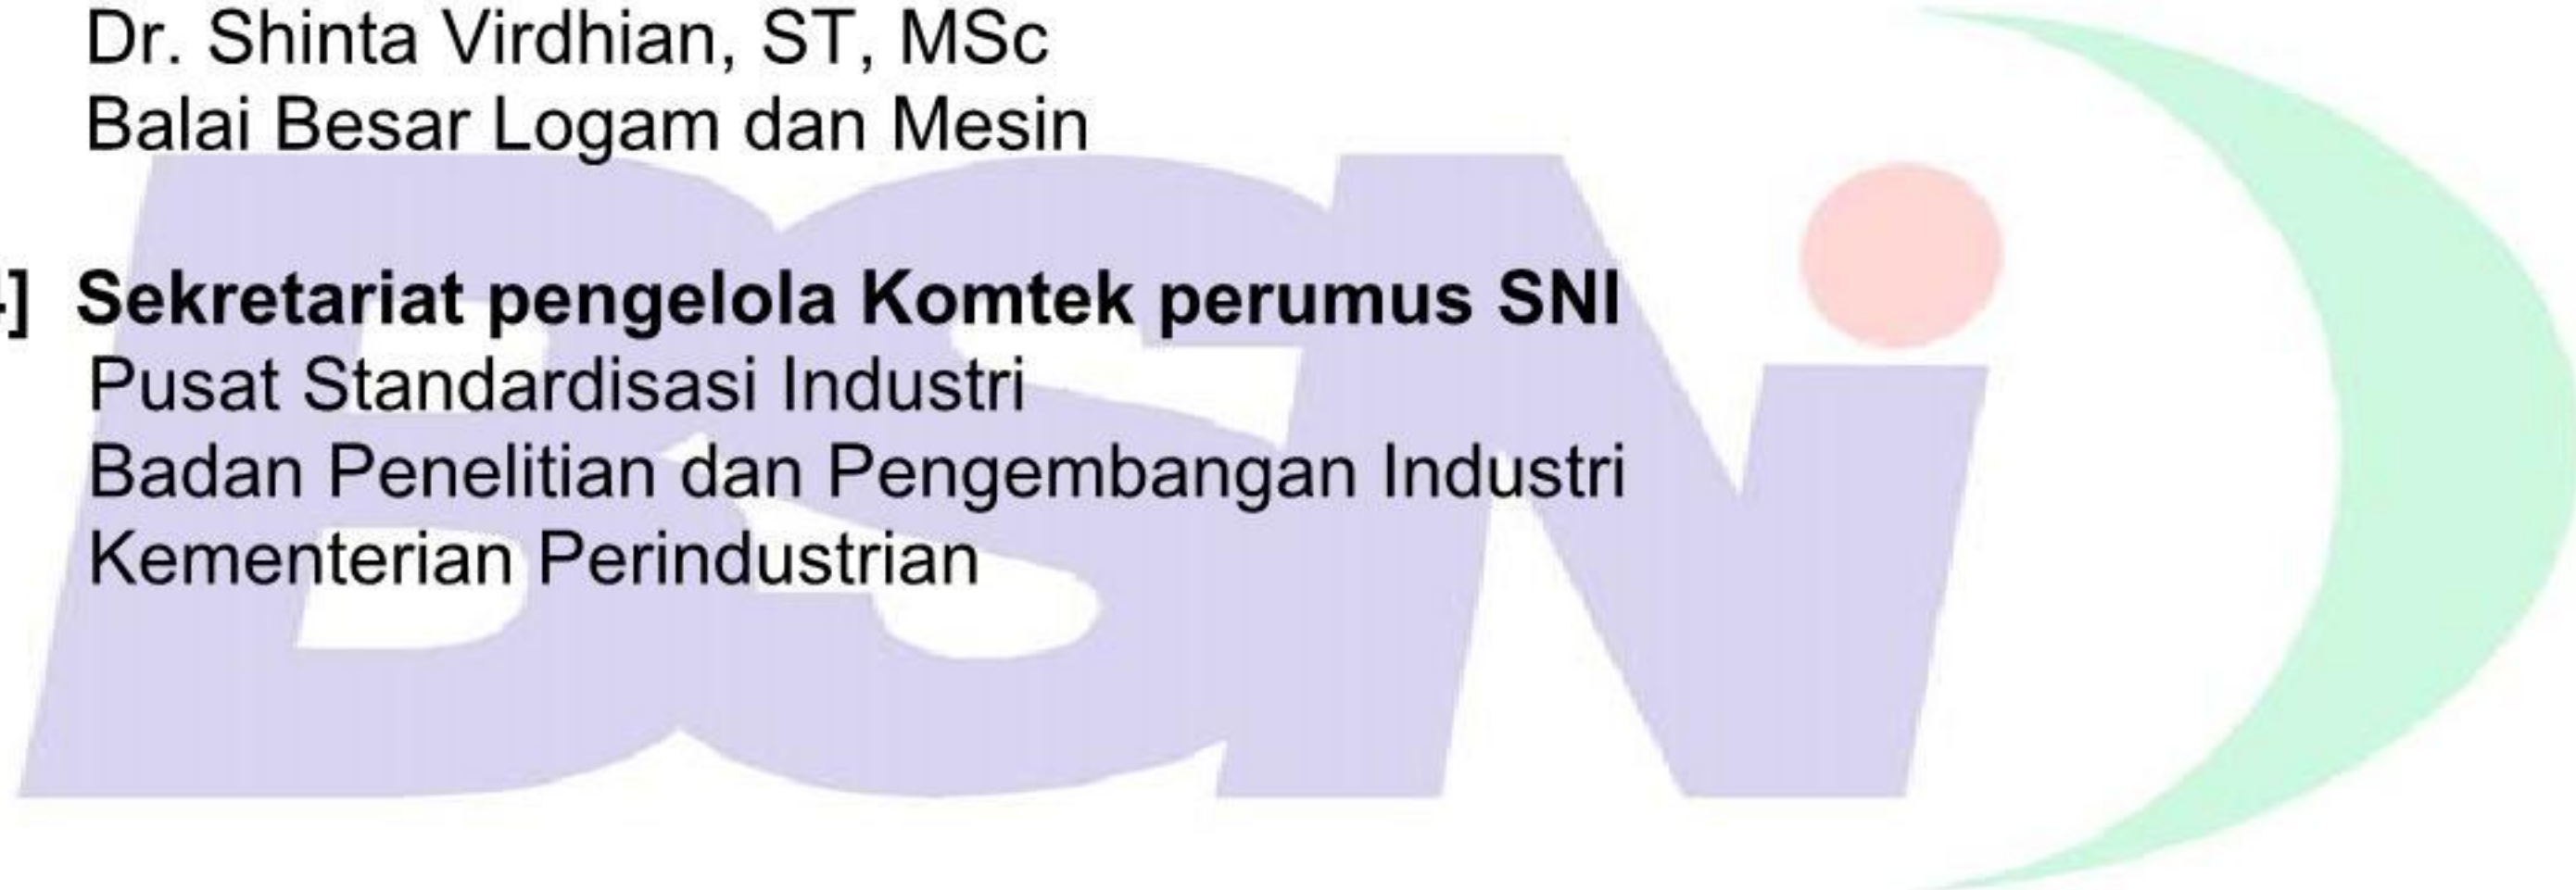 Dr. Shinta Virdhian, ST, MSc
Balai Besar Logam dan Mesin
] Sekretariat pengelola Komtek perumus SNI
Pusat Standardisasi Industri
Badan Penelitian dan Pengembangan Industri
Kementerian Perindustrian
BSNi